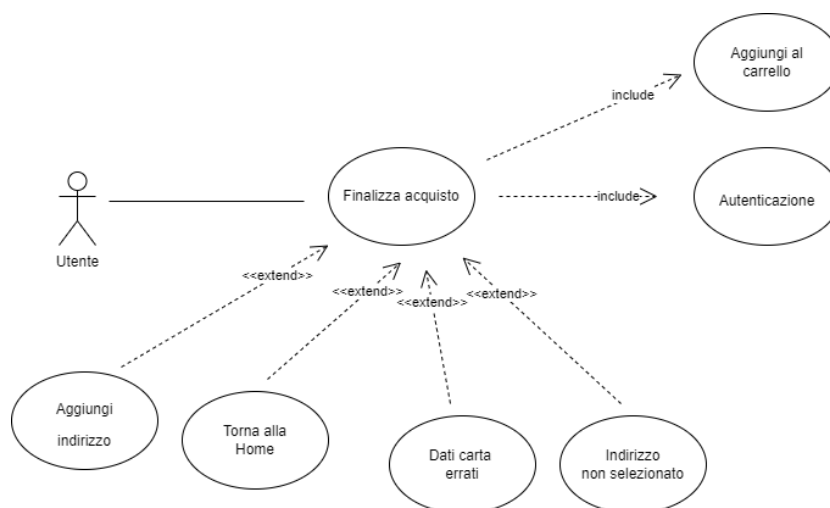 Aggiungi al
carrello
include
Finalizza acquisto
include
Autenticazione
Utente
<<extend>>
<<extend>>
<<extend>>
<<extend>>
Aggiungi
indirizzo
Torna alla
Home
Dati carta
errati
Indirizzo
non selezionato